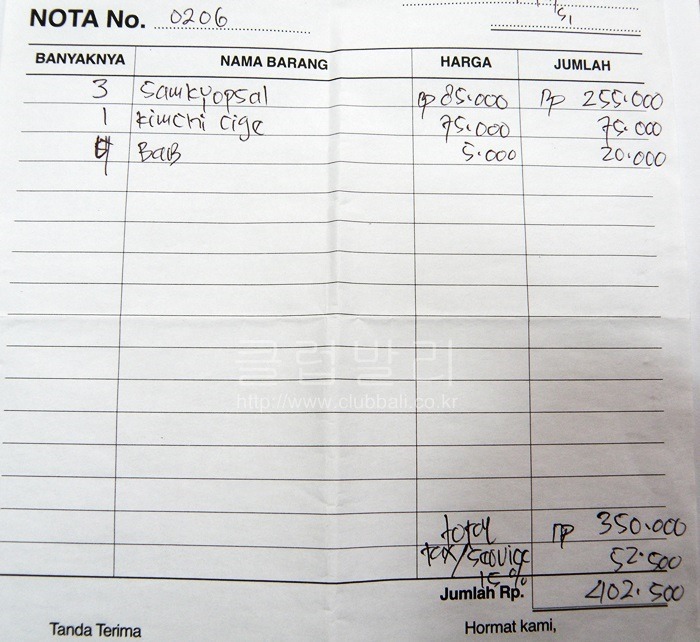 NOTA No. 0206
BANYAKNYA NAMA BARANG HARGA JUMLAH
3 Samkyopsal Rp 85.000 Rp 255.000
1 kimchi cige 75.000 75.000
4 BaB 5.000 20.000
클럽발리
http://www.clubbali.co.kr
total Rp 350.000
tax/service 52.500
15%
Jumlah Rp. 402.500
Tanda Terima Hormat kami,